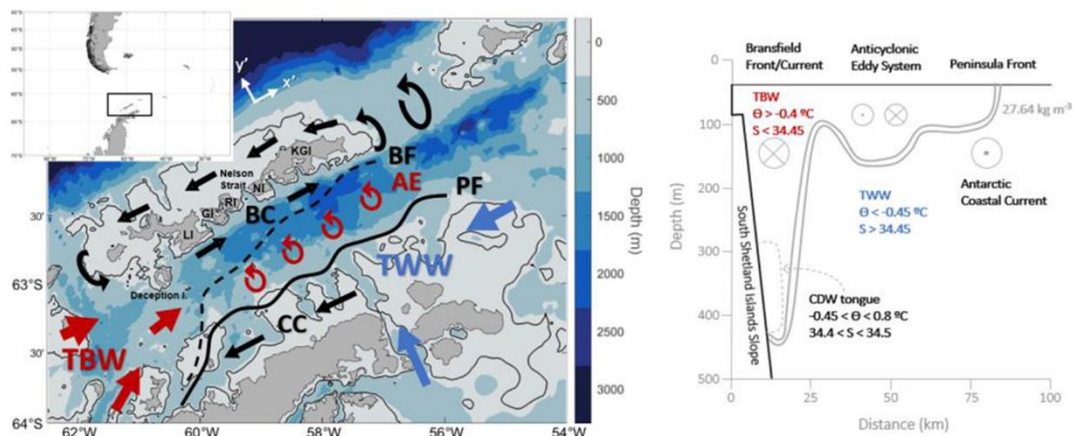 y'
x'
KGI
Nelson
Strait
NI
RI
GI
LI
BF
AE
PF
BC
TWW
Deception I.
CC
TBW
30'
63°S
30'
64°S
62°W
60°W
58°W
56°W
54°W
0
500
1000
1500
2000
2500
3000
Depth (m)
Bransfield
Front/Current
Anticyclonic
Eddy System
Peninsula Front
TBW
Θ > -0.4 ºC
S < 34.45
27.64 kg m-3
TWW
Θ < -0.45 ºC
S > 34.45
Antarctic
Coastal Current
South Shetland Islands Slope
CDW tongue
-0.45 < Θ < 0.8 ºC
34.4 < S < 34.5
0
100
200
300
400
500
Depth (m)
0
25
50
75
100
Distance (km)